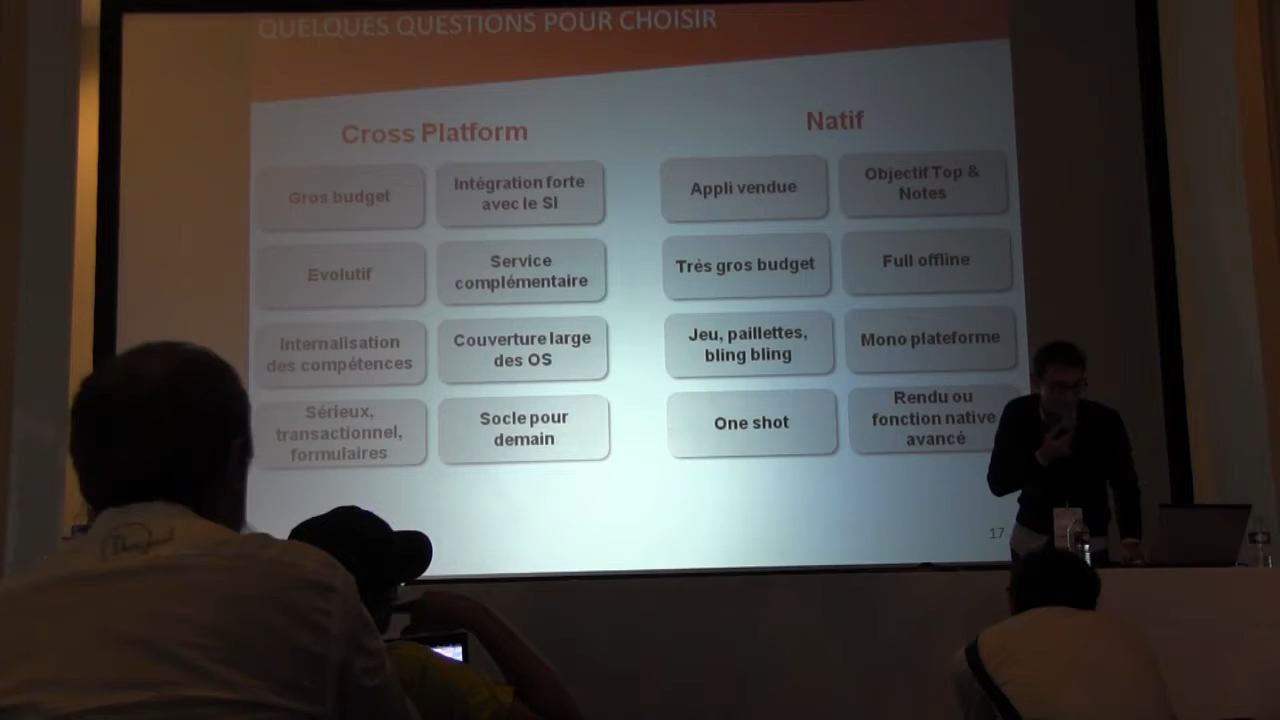 QUELQUES QUESTIONS POUR CHOISIR
Cross Platform
Gros budget
Intégration forte
avec le SI
Evolutif
Service
complémentaire
Internalisation
des compétences
Couverture large
des OS
Sérieux,
transactionnel,
formulaires
Socle pour
demain
Natif
Appli vendue
Objectif Top &
Notes
Très gros budget
Full offline
Jeu, paillettes,
bling bling
Mono plateforme
One shot
Rendu ou
fonction native
avancé
17